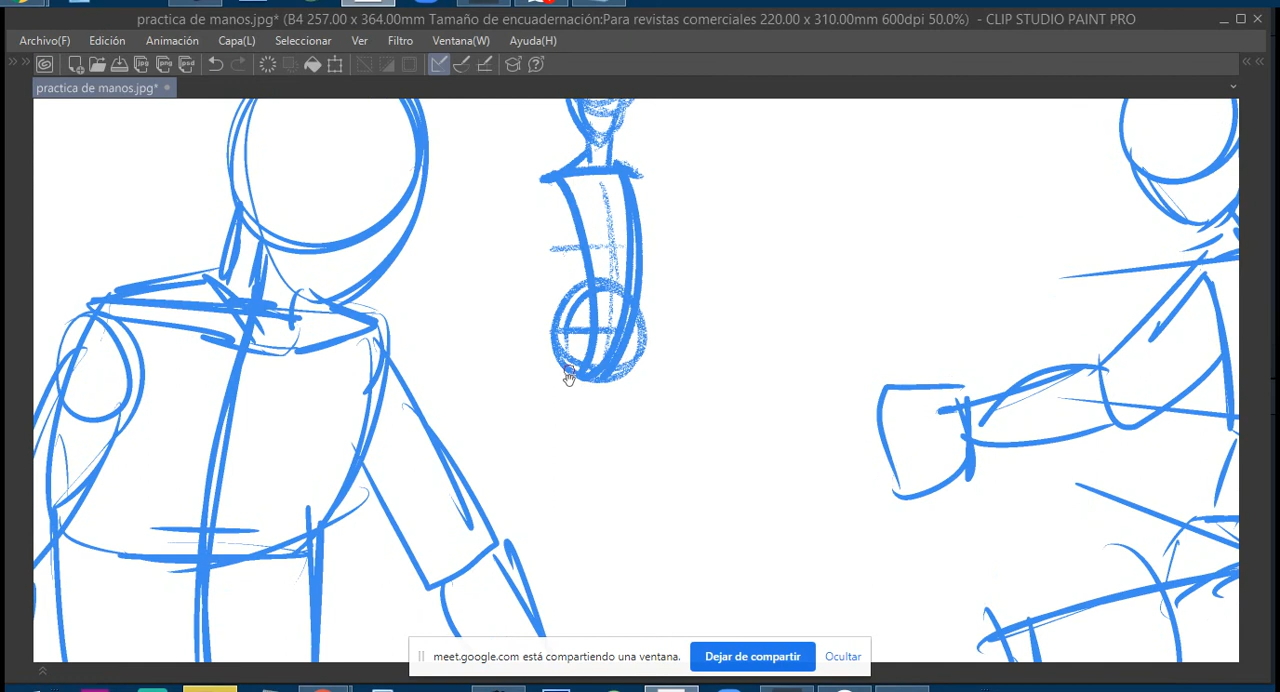 practica de manos.jpg* (B4 257.00 x 364.00mm Tamaño de encuadernación:Para revistas comerciales 220.00 x 310.00mm 600dpi 50.0%) - CLIP STUDIO PAINT PRO
Archivo(F) Edición Animación Capa(L) Seleccionar Ver Filtro Ventana(W) Ayuda(H)
practica de manos.jpg*
meet.google.com está compartiendo una ventana. Dejar de compartir Ocultar